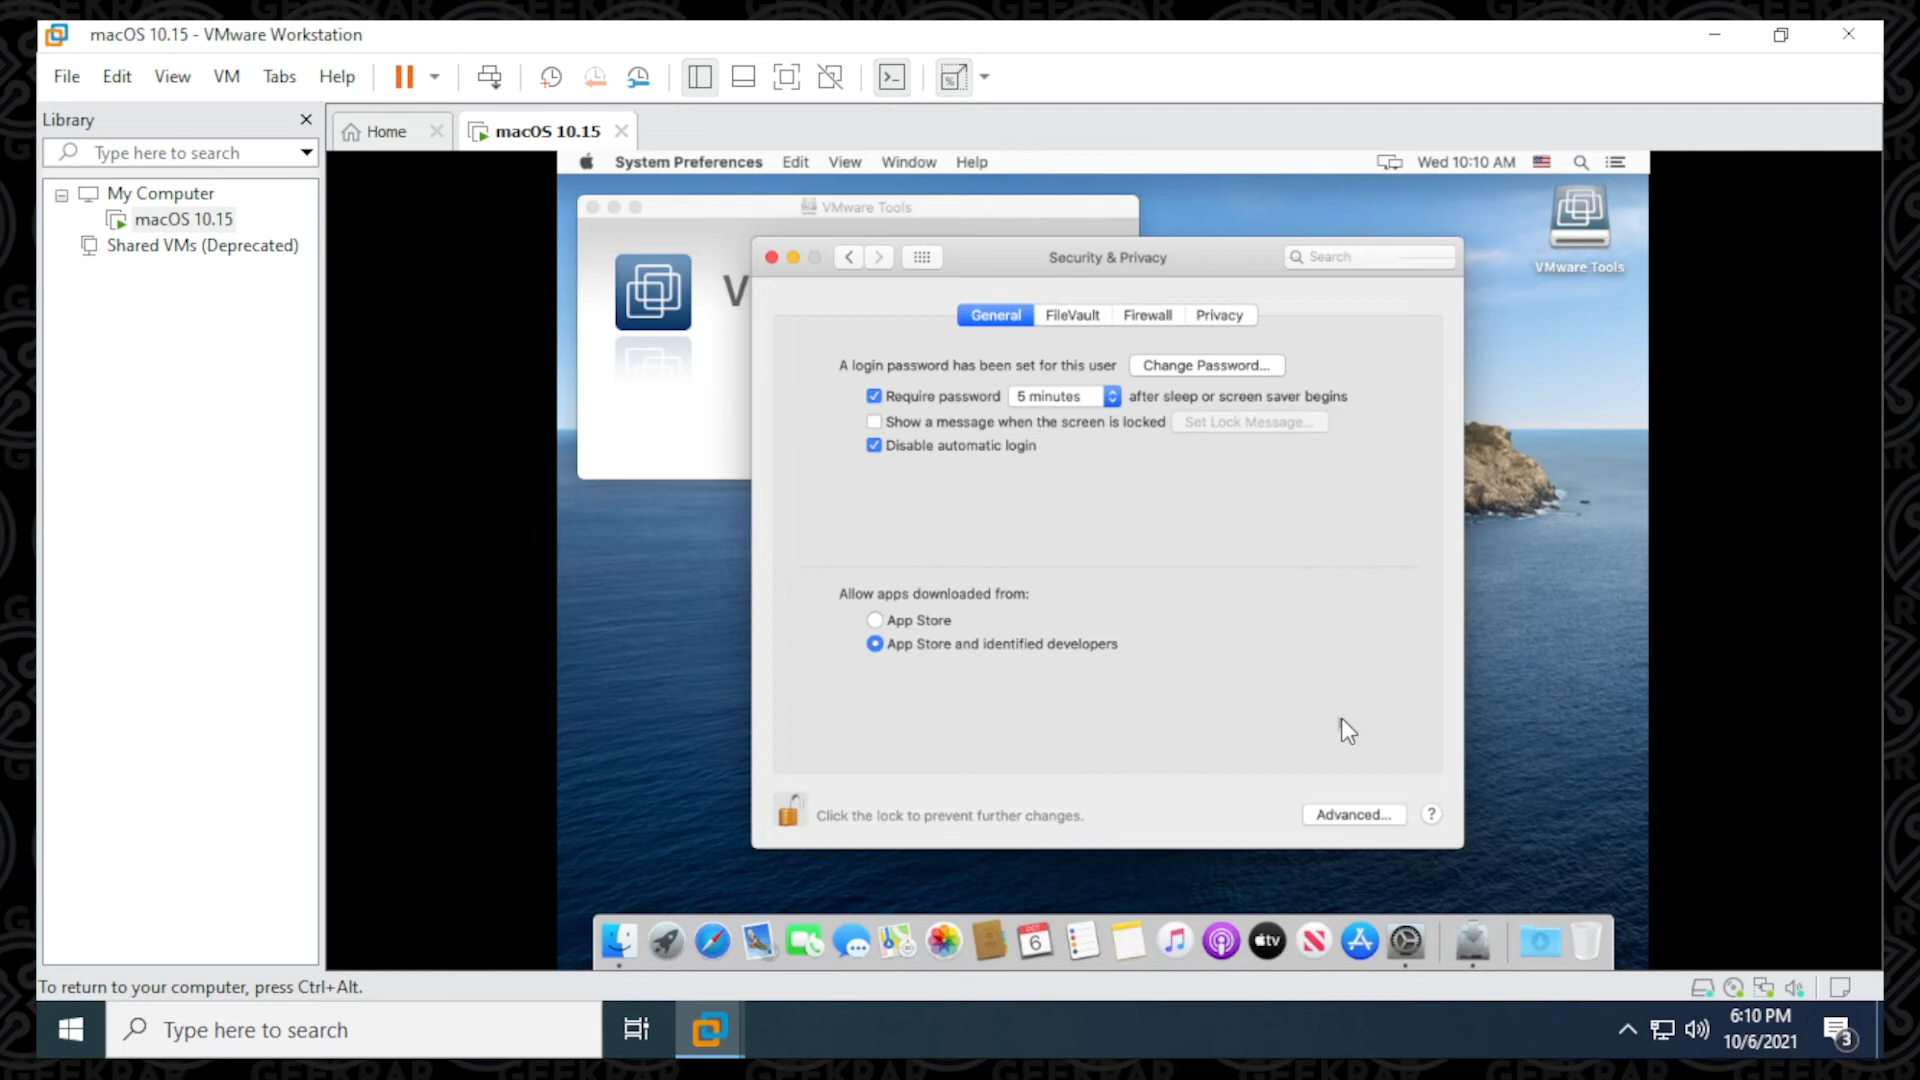 macOS 10.15 - VMware Workstation
File Edit View VM Tabs Help
Library
Type here to search
My Computer
macOS 10.15
Shared VMs (Deprecated)
Home
macOS 10.15
System Preferences Edit View Window Help
Wed 10:10 AM
VMware Tools
V
VMware Tools
Security & Privacy
Search
General FileVault Firewall Privacy
A login password has been set for this user Change Password...
Require password 5 minutes after sleep or screen saver begins
Show a message when the screen is locked Set Lock Message...
Disable automatic login
Allow apps downloaded from:
App Store
App Store and identified developers
Click the lock to prevent further changes.
Advanced... ?
OCT
6
tv
To return to your computer, press Ctrl+Alt.
Type here to search
6:10 PM
10/6/2021
3